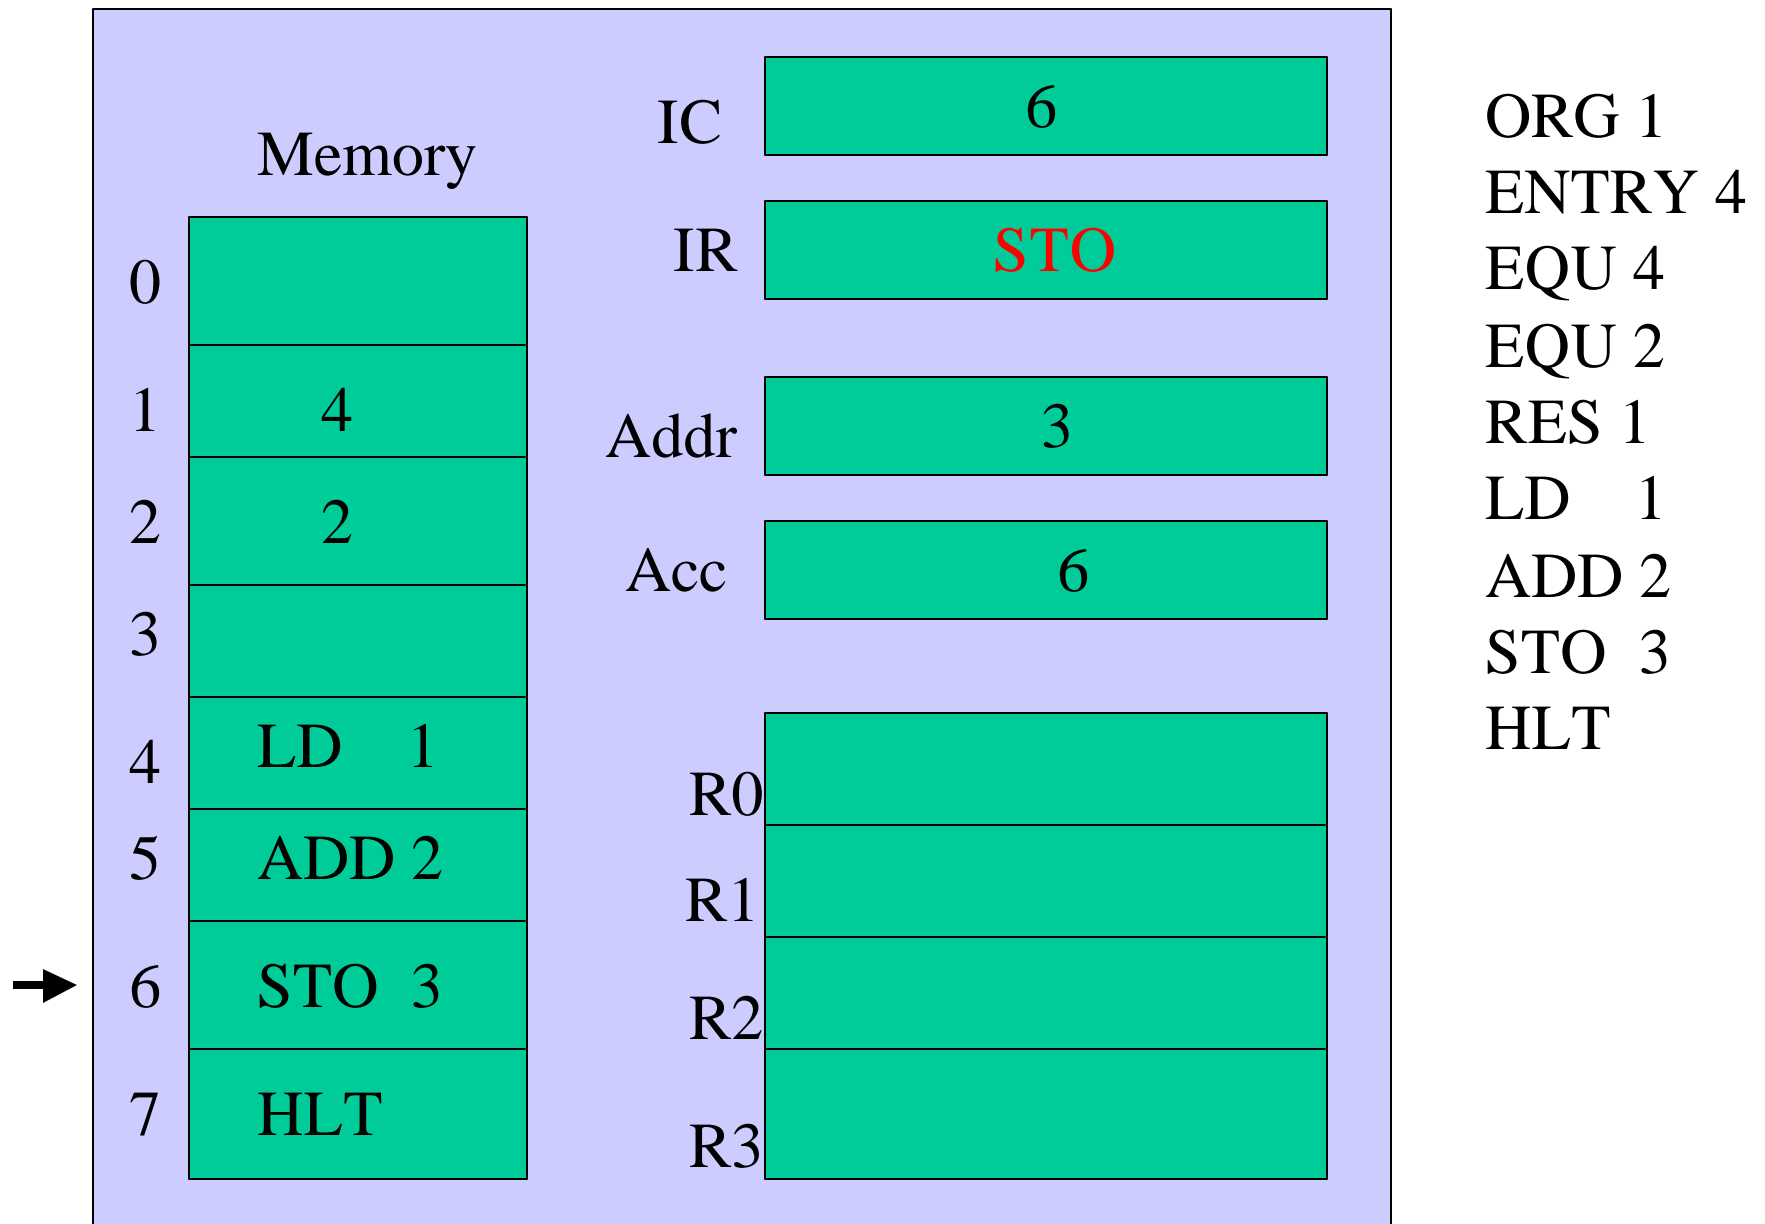 Memory
0
1 4
2 2
3
4 LD 1
5 ADD 2
6 STO 3
7 HLT
IC 6
IR STO
Addr 3
Acc 6
R0
R1
R2
R3
ORG 1
ENTRY 4
EQU 4
EQU 2
RES 1
LD 1
ADD 2
STO 3
HLT